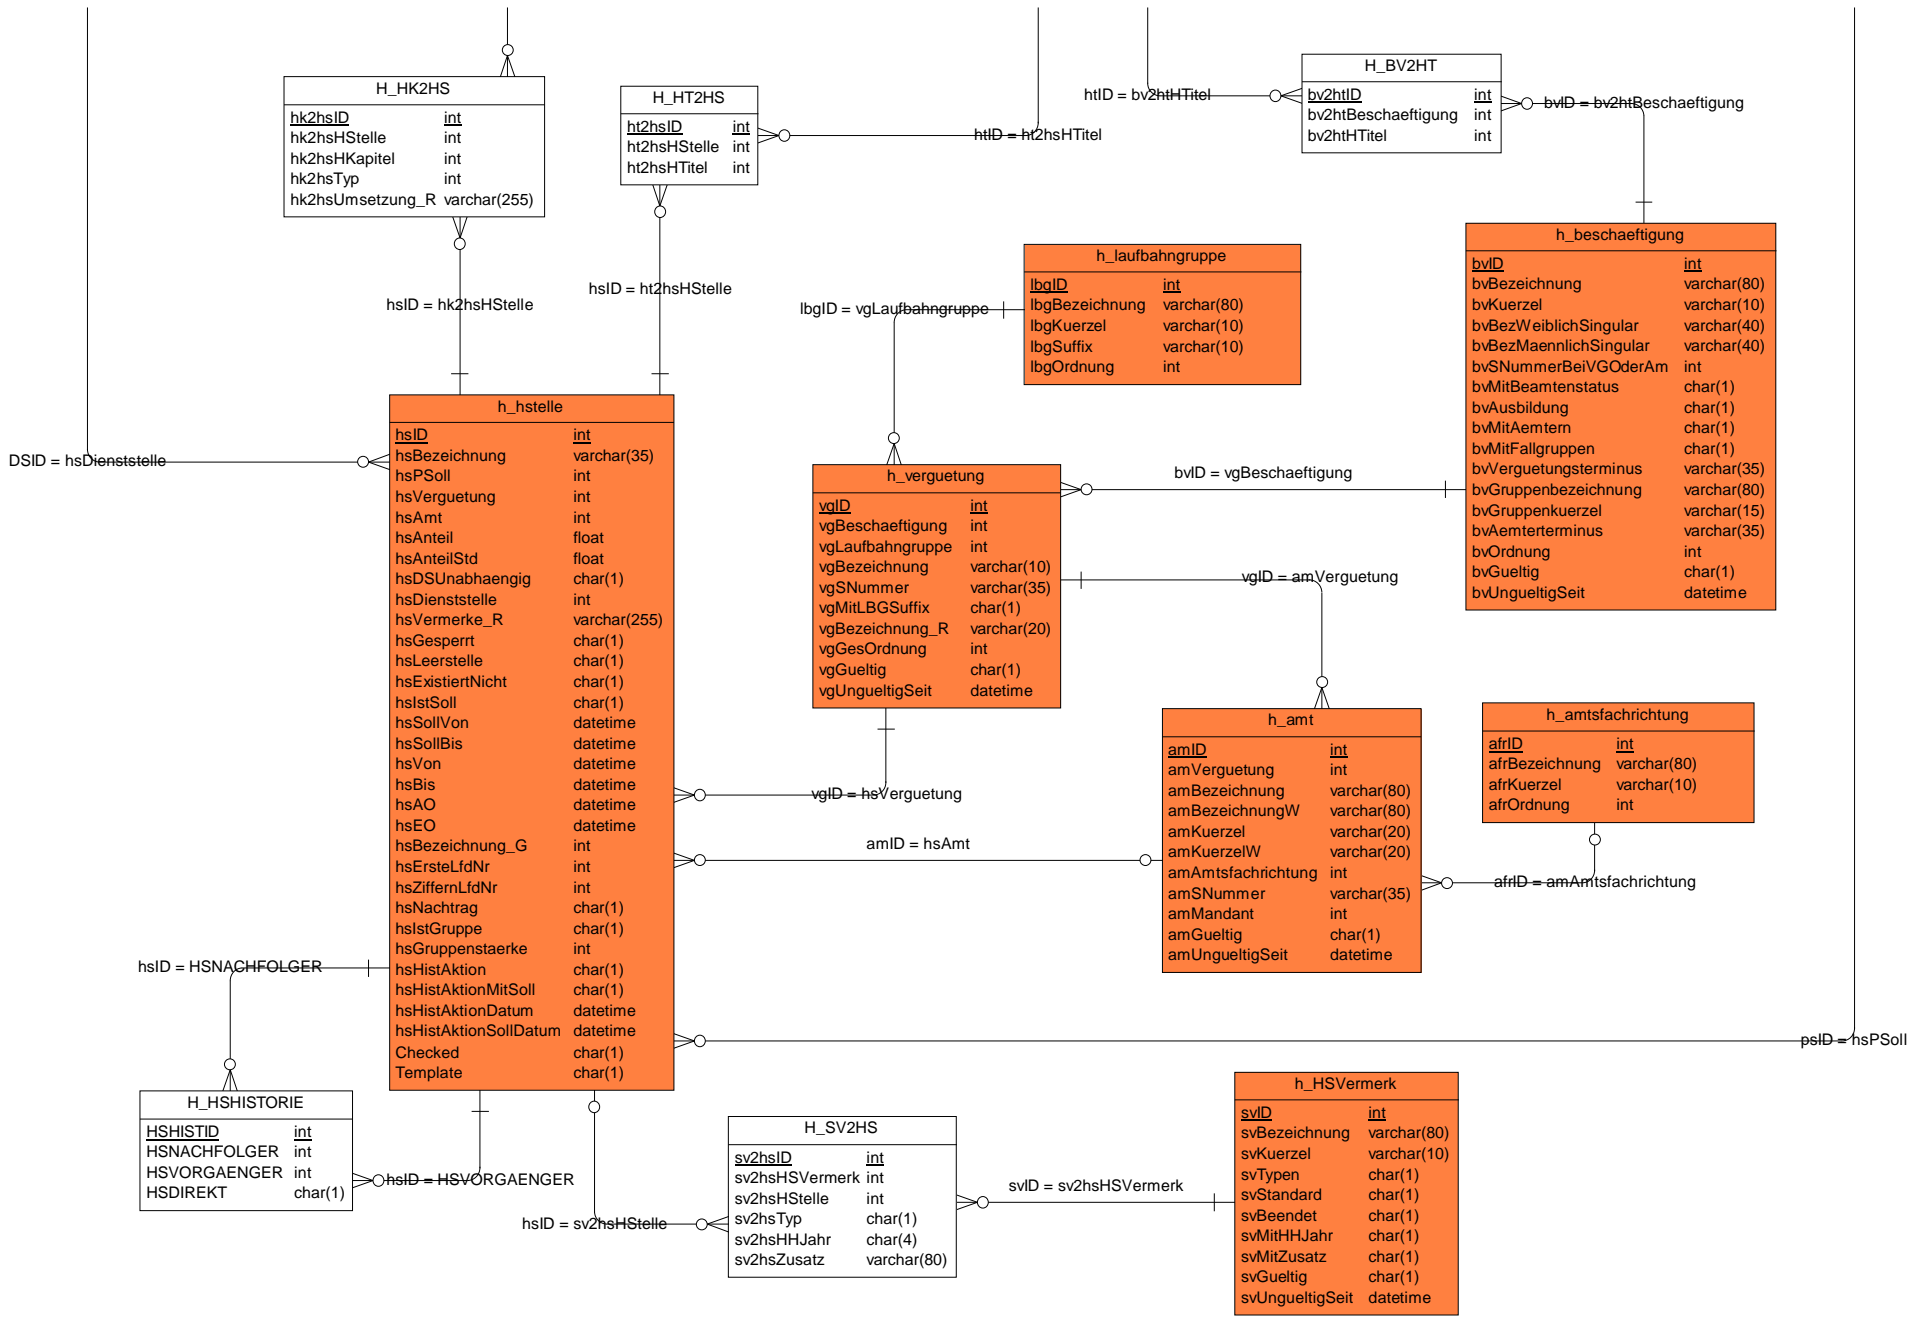 H_HK2HS
hk2hsID int
hk2hsHStelle int
hk2hsHKapitel int
hk2hsTyp int
hk2hsUmsetzung_R varchar(255)
H_HT2HS
ht2hsID int
ht2hsHStelle int
ht2hsHTitel int
htID = ht2hsHTitel
htID = bv2htHTitel
H_BV2HT
bv2htID int
bv2htBeschaeftigung int
bv2htHTitel int
bvID = bv2htBeschaeftigung
hsID = hk2hsHStelle
hsID = ht2hsHStelle
lbgID = vgLaufbahngruppe
h_laufbahngruppe
lbgID int
lbgBezeichnung varchar(80)
lbgKuerzel varchar(10)
lbgSuffix varchar(10)
lbgOrdnung int
h_beschaeftigung
bvID int
bvBezeichnung varchar(80)
bvKuerzel varchar(10)
bvBezWeiblichSingular varchar(40)
bvBezMaennlichSingular varchar(40)
bvSNummerBeiVGOderAm int
bvMitBeamtenstatus char(1)
bvAusbildung char(1)
bvMitAemtern char(1)
bvMitFallgruppen char(1)
bvVerguetungsterminus varchar(35)
bvGruppenbezeichnung varchar(80)
bvGruppenkuerzel varchar(15)
bvAemterterminus varchar(35)
bvOrdnung int
bvGueltig char(1)
bvUngueltigSeit datetime
DSID = hsDienststelle
h_hstelle
hsID int
hsBezeichnung varchar(35)
hsPSoll int
hsVerguetung int
hsAmt int
hsAnteil float
hsAnteilStd float
hsDSUnabhaengig char(1)
hsDienststelle int
hsVermerke_R varchar(255)
hsGesperrt char(1)
hsLeerstelle char(1)
hsExistiertNicht char(1)
hsIstSoll char(1)
hsSollVon datetime
hsSollBis datetime
hsVon datetime
hsBis datetime
hsAO datetime
hsEO datetime
hsBezeichnung_G int
hsErsteLfdNr int
hsZiffernLfdNr int
hsNachtrag char(1)
hsIstGruppe char(1)
hsGruppenstaerke int
hsHistAktion char(1)
hsHistAktionMitSoll char(1)
hsHistAktionDatum datetime
hsHistAktionSollDatum datetime
Checked char(1)
Template char(1)
h_verguetung
vgID int
vgBeschaeftigung int
vgLaufbahngruppe int
vgBezeichnung varchar(10)
vgSNummer varchar(35)
vgMitLBGSuffix char(1)
vgBezeichnung_R varchar(20)
vgGesOrdnung int
vgGueltig char(1)
vgUngueltigSeit datetime
bvID = vgBeschaeftigung
vgID = amVerguetung
vgID = hsVerguetung
amID = hsAmt
h_amt
amID int
amVerguetung int
amBezeichnung varchar(80)
amBezeichnungW varchar(80)
amKuerzel varchar(20)
amKuerzelW varchar(20)
amAmtsfachrichtung int
amSNummer varchar(35)
amMandant int
amGueltig char(1)
amUngueltigSeit datetime
h_amtsfachrichtung
afrID int
afrBezeichnung varchar(80)
afrKuerzel varchar(10)
afrOrdnung int
afrID = amAmtsfachrichtung
psID = hsPSoll
hsID = HSNACHFOLGER
H_HSHISTORIE
HSHISTID int
HSNACHFOLGER int
HSVORGAENGER int
HSDIREKT char(1)
hsID = HSVORGAENGER
hsID = sv2hsHStelle
H_SV2HS
sv2hsID int
sv2hsHSVermerk int
sv2hsHStelle int
sv2hsTyp char(1)
sv2hsHHJahr char(4)
sv2hsZusatz varchar(80)
svID = sv2hsHSVermerk
h_HSVermerk
svID int
svBezeichnung varchar(80)
svKuerzel varchar(10)
svTypen char(1)
svStandard char(1)
svBeendet char(1)
svMitHHJahr char(1)
svMitZusatz char(1)
svGueltig char(1)
svUngueltigSeit datetime